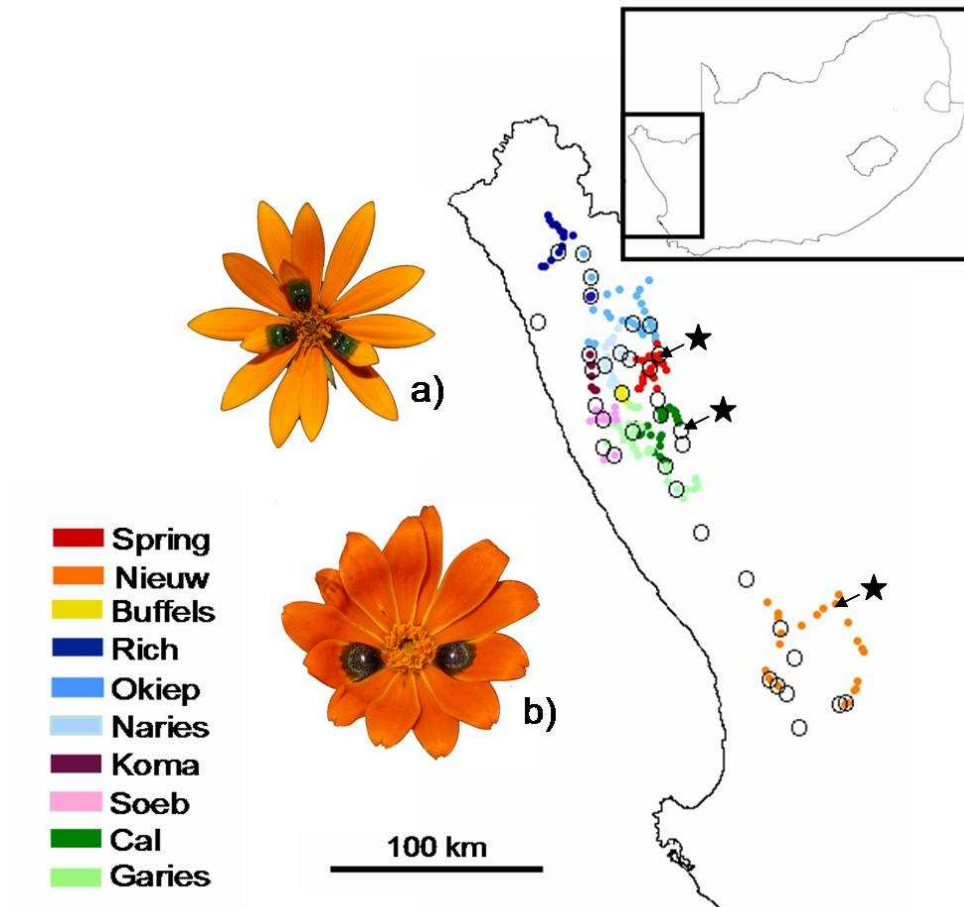 a)
b)
Spring
Nieuw
Buffels
Rich
Okiep
Naries
Koma
Soeb
Cal
Garies
100 km